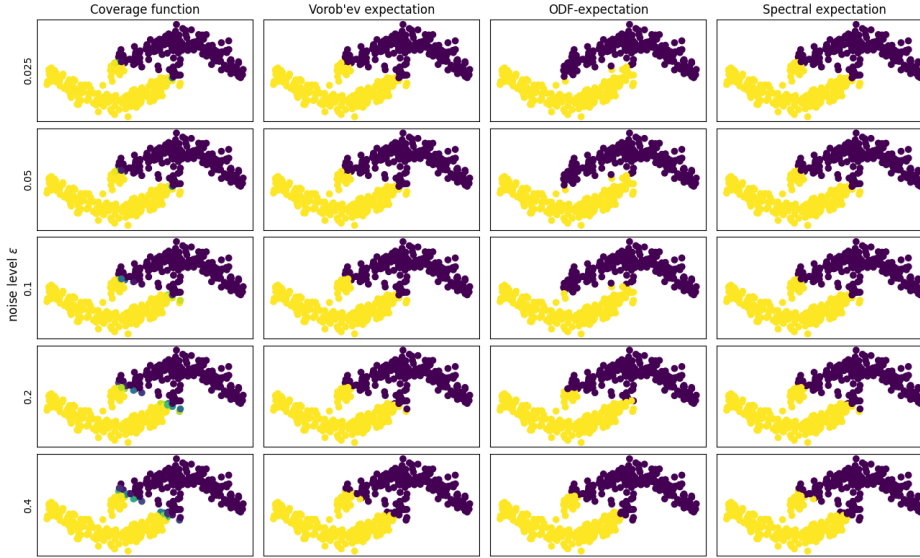 Coverage function
Vorob'ev expectation
ODF-expectation
Spectral expectation
noise level ε
0.025
0.05
0.1
0.2
0.4